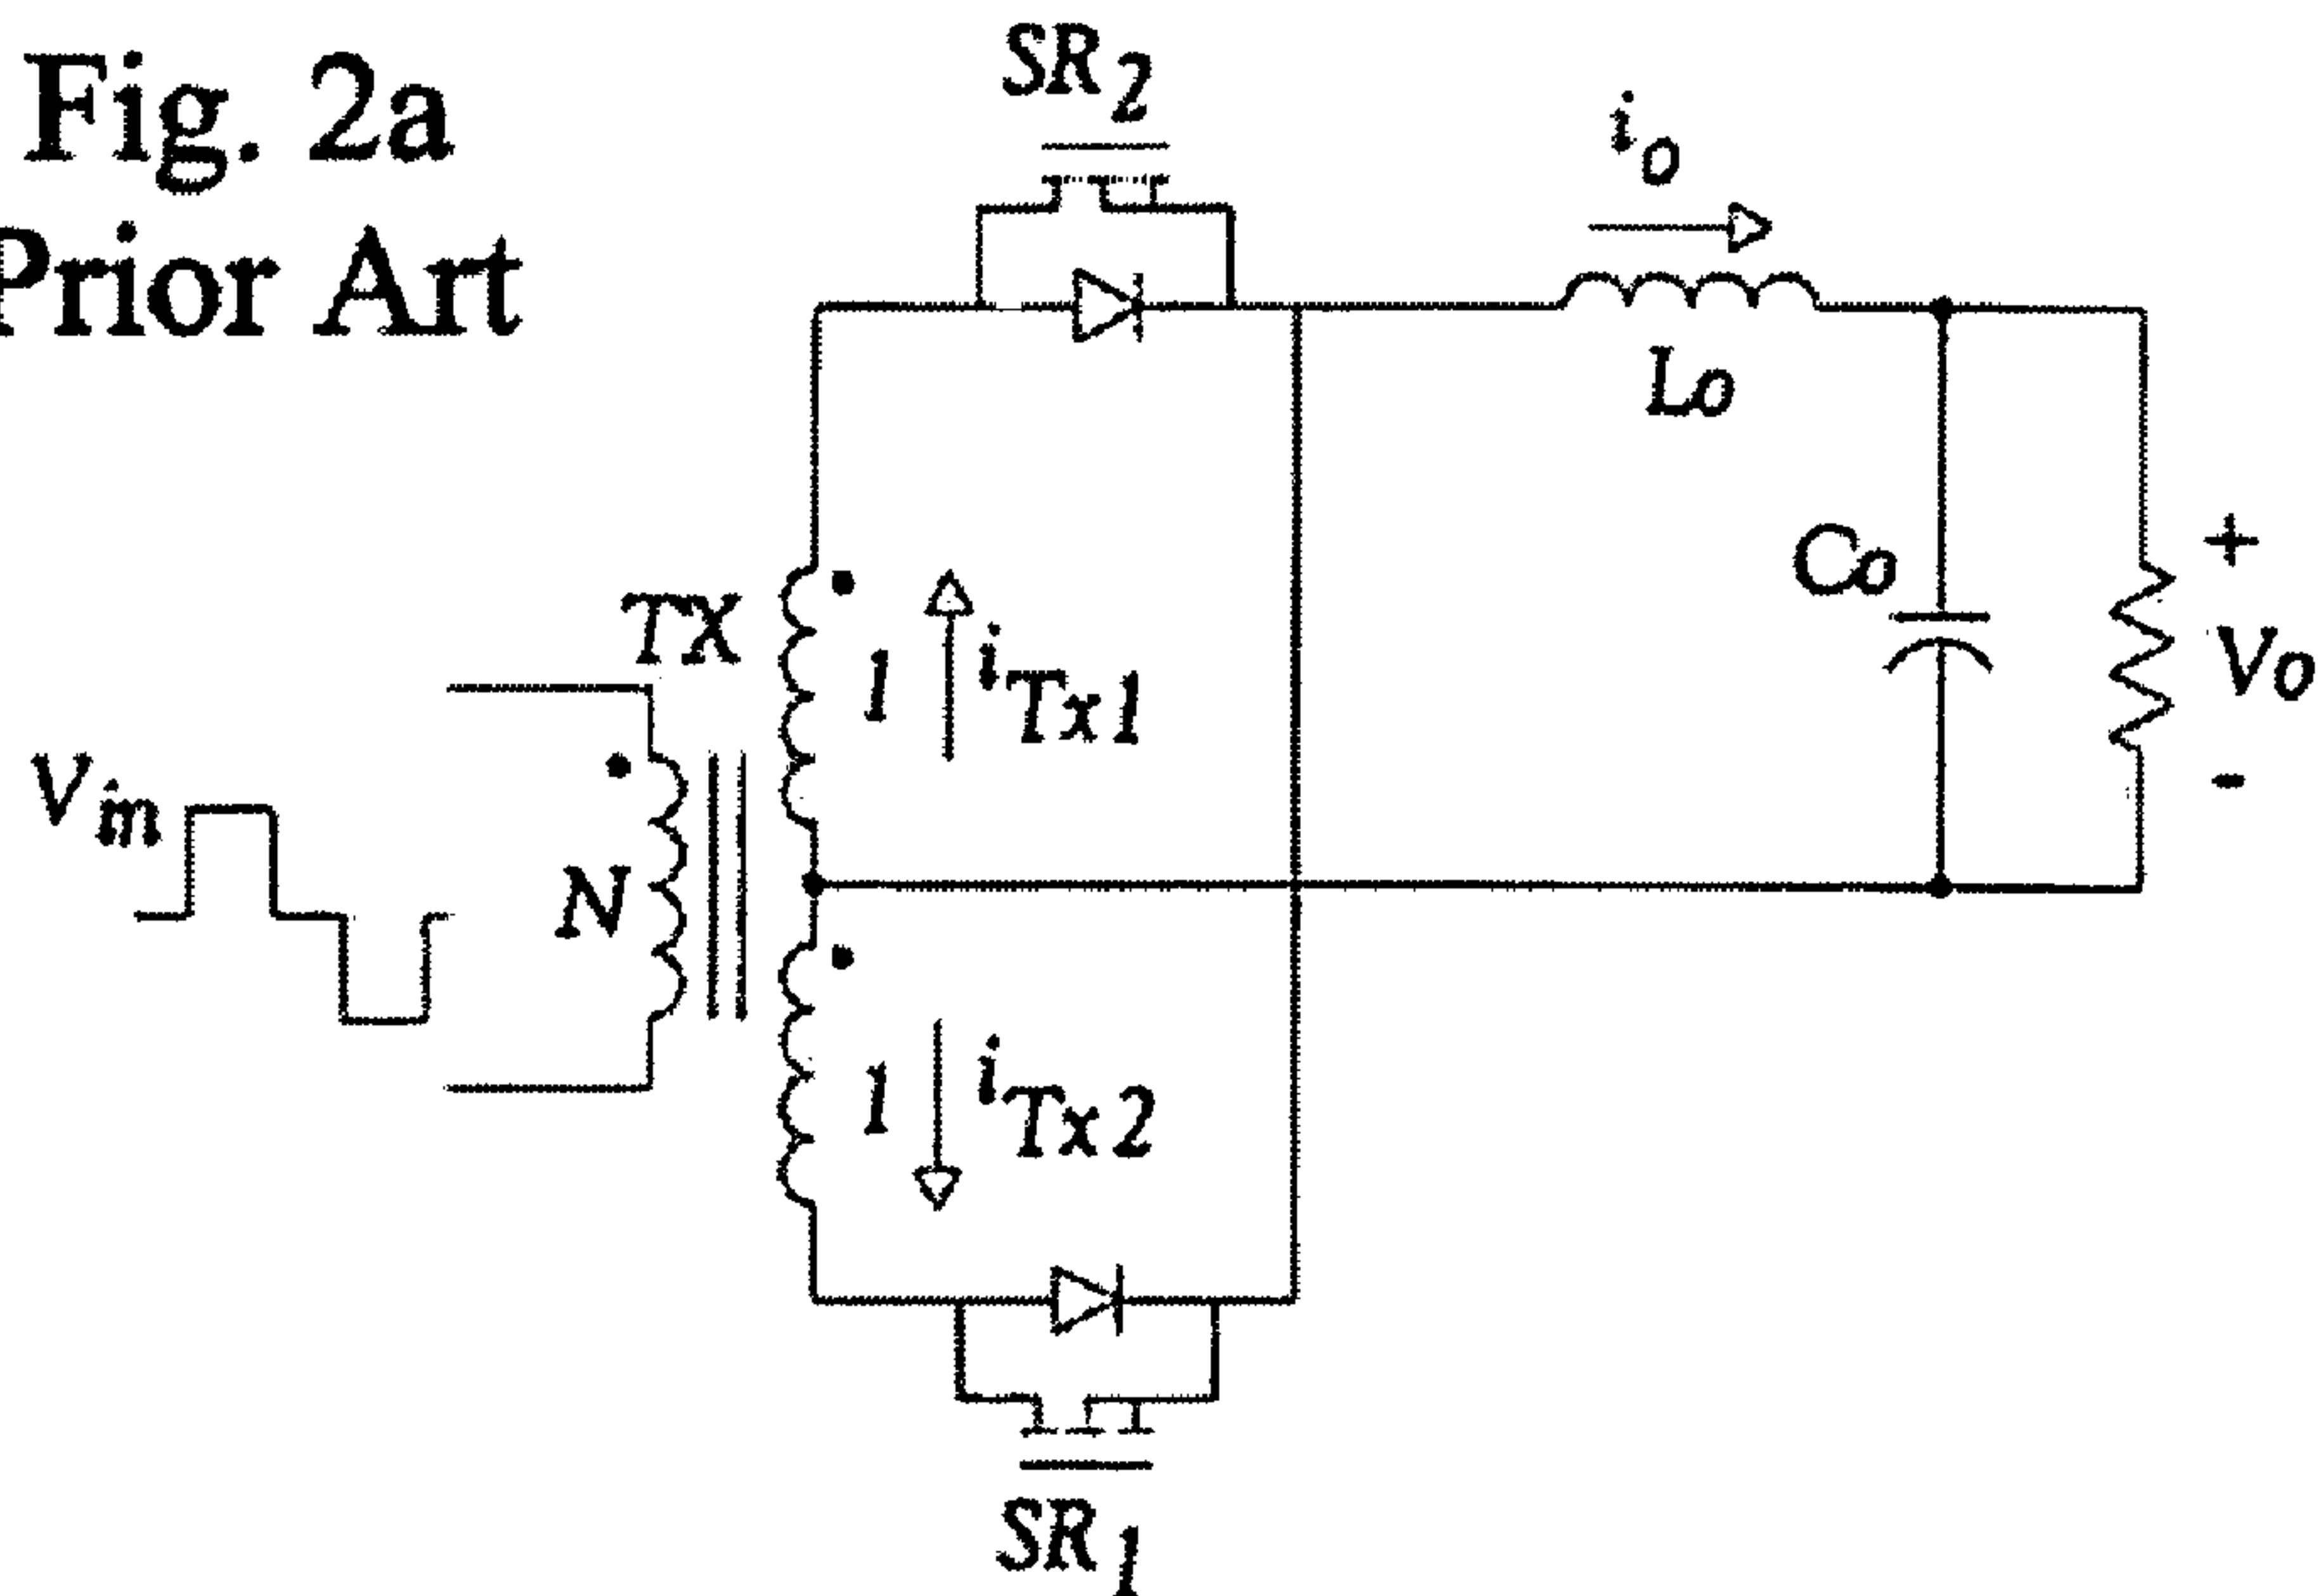 Fig. 2a
Prior Art
SR2
io
Lo
Co
+
Vo
-
TX
1
iTx1
Vin
N
1
iTx2
SR1